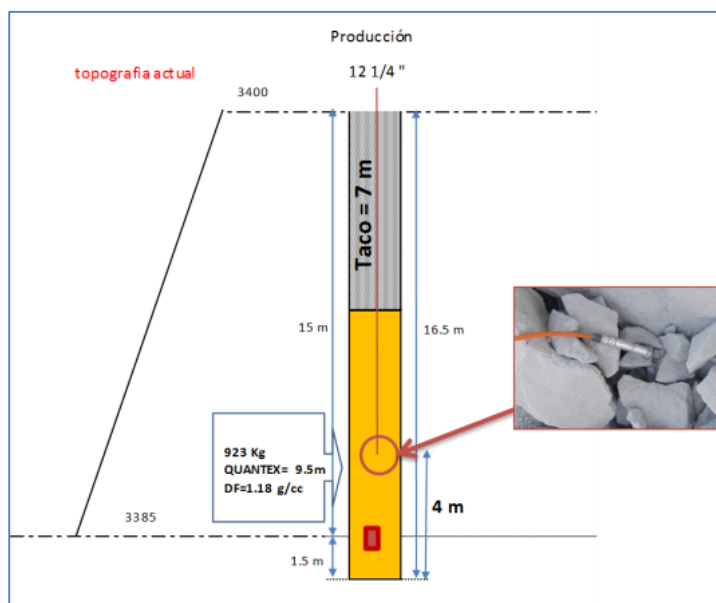 Producción
topografia actual
12 1/4 "
3400
Taco = 7 m
15 m
16.5 m
923 Kg
QUANTEX= 9.5m
DF=1.18 g/cc
4 m
3385
1.5 m